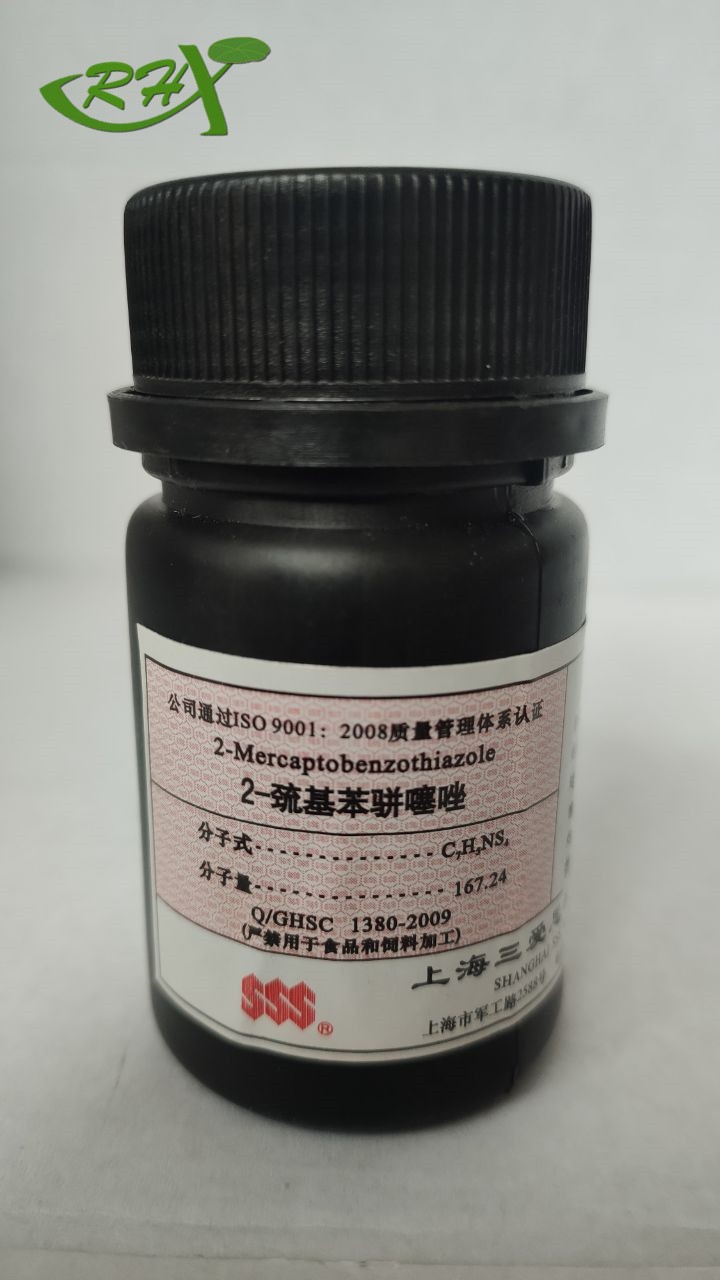 RHX
公司通过ISO 9001：2008质量管理体系认证
2-Mercaptobenzothiazole
2-巯基苯骈噻唑
分子式--------------- C₇H₅NS₂
分子量---------------- 167.24
Q/GHSC 1380-2009
(严禁用于食品和饲料加工)
SSS®
上海三爱思
SHANGHAI
上海市军工路2588号